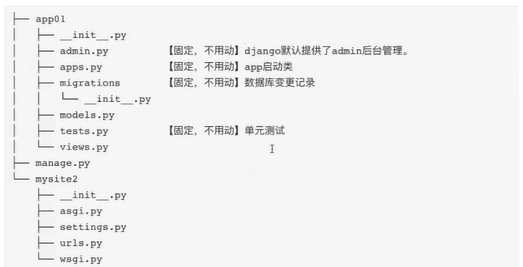 ├── app01
│   ├── __init__.py
│   ├── admin.py         【固定，不用动】django默认提供了admin后台管理。
│   ├── apps.py          【固定，不用动】app启动类
│   ├── migrations       【固定，不用动】数据库变更记录
│   │   └── __init__.py
│   ├── models.py
│   ├── tests.py         【固定，不用动】单元测试
│   └── views.py
├── manage.py
└── mysite2
    ├── __init__.py
    ├── asgi.py
    ├── settings.py
    ├── urls.py
    └── wsgi.py